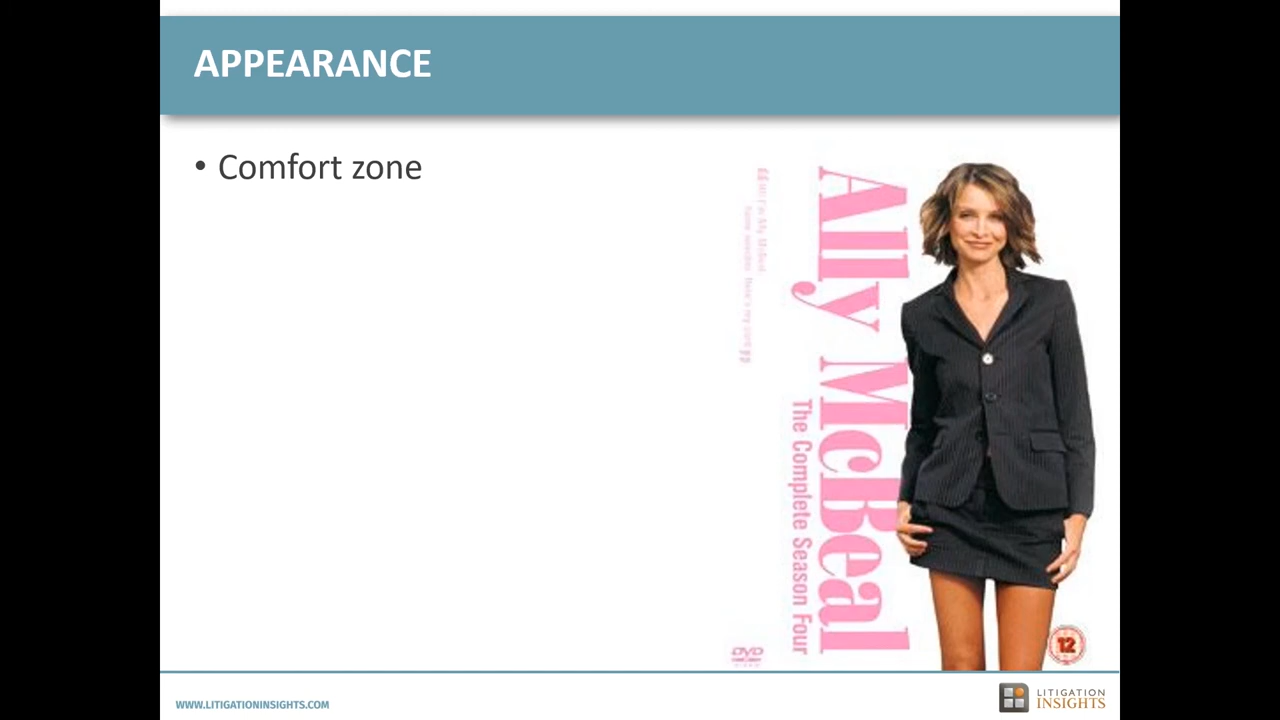 APPEARANCE
• Comfort zone
Ally McBeal
The Complete Season Four
DVD
12
WWW.LITIGATIONINSIGHTS.COM
LITIGATION
INSIGHTS